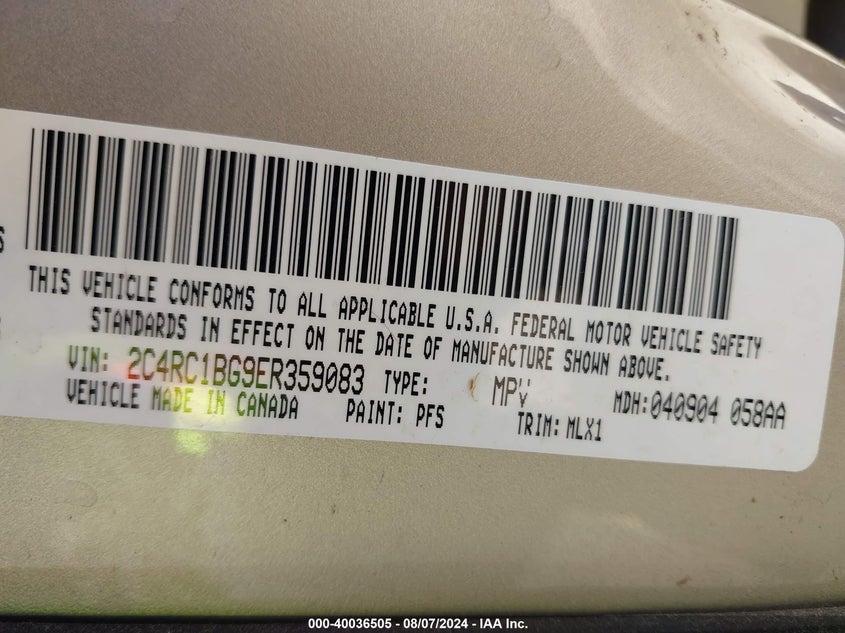 S
THIS VEHICLE CONFORMS TO ALL APPLICABLE U.S.A. FEDERAL MOTOR VEHICLE SAFETY
STANDARDS IN EFFECT ON THE DATE OF MANUFACTURE SHOWN ABOVE.
VIN: 2C4RC1BG9ER359083 TYPE: MPV MDH:040904 058AA
VEHICLE MADE IN CANADA PAINT: PFS TRIM: MLX1
000-40036505 - 08/07/2024 - IAA Inc.